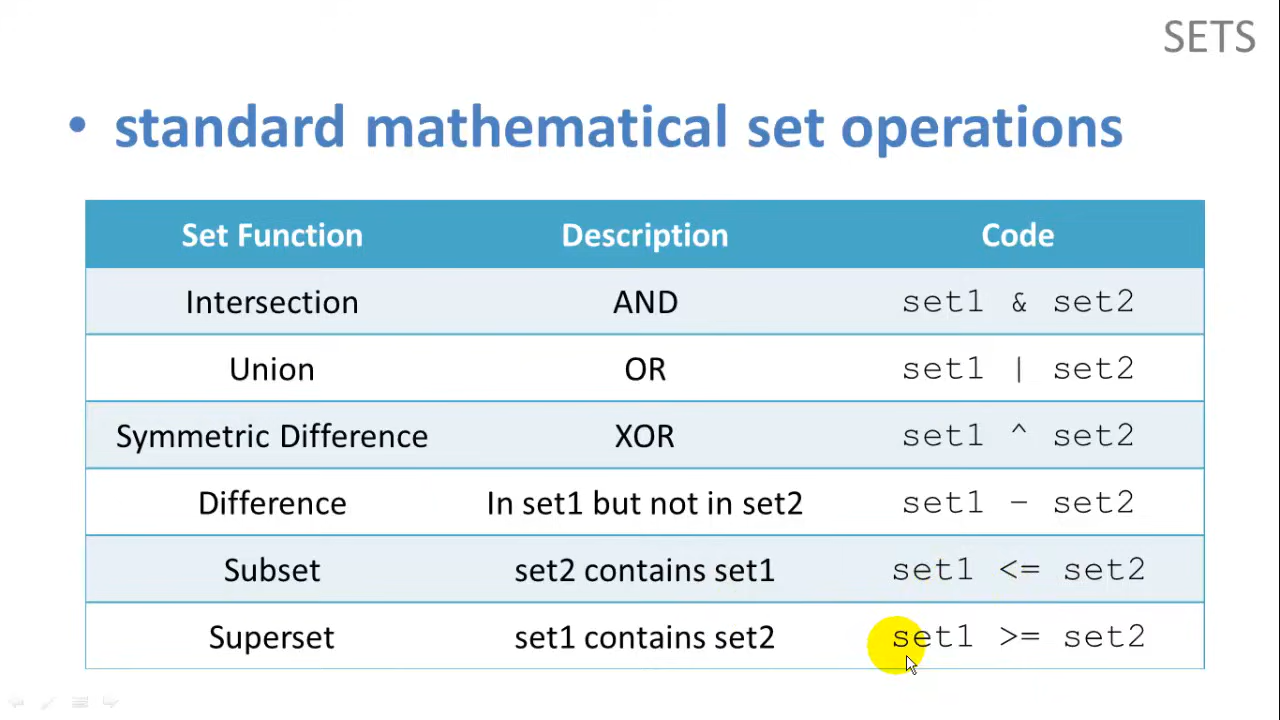 SETS
• standard mathematical set operations
Set Function Description Code
Intersection AND set1 & set2
Union OR set1 | set2
Symmetric Difference XOR set1 ^ set2
Difference In set1 but not in set2 set1 – set2
Subset set2 contains set1 set1 <= set2
Superset set1 contains set2 set1 >= set2